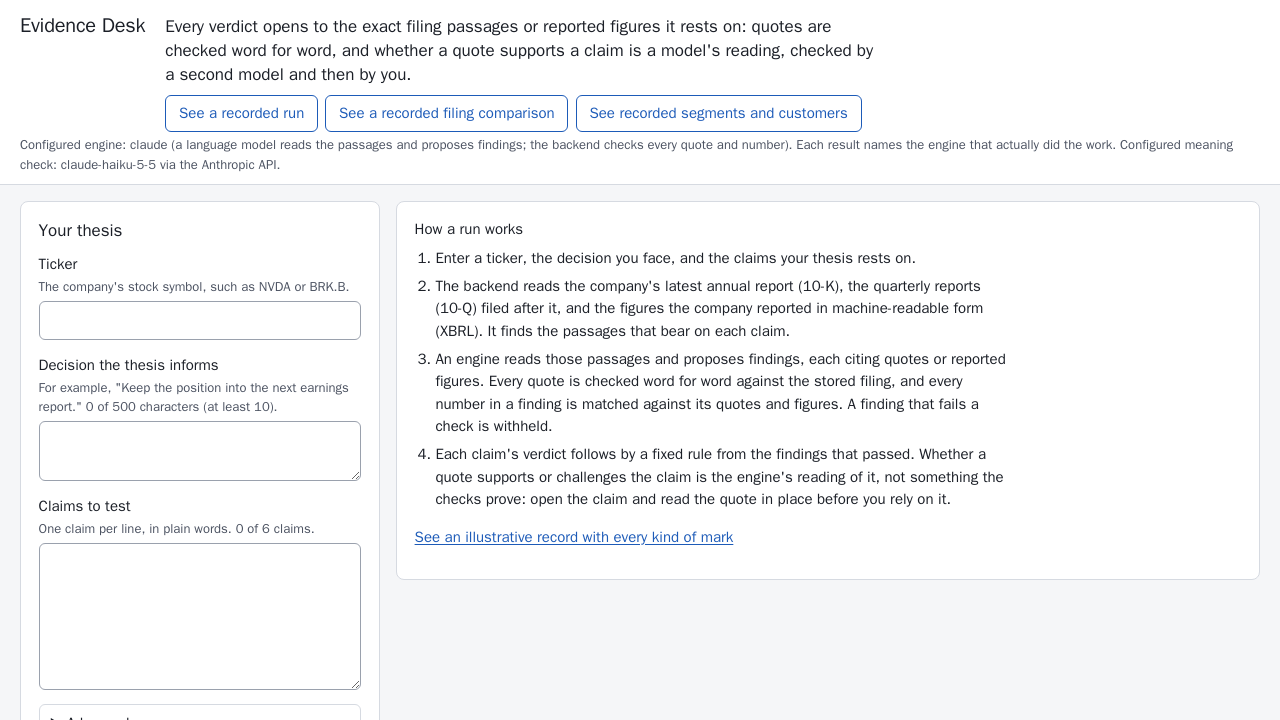 Evidence Desk
Every verdict opens to the exact filing passages or reported figures it rests on: quotes are
checked word for word, and whether a quote supports a claim is a model's reading, checked by
a second model and then by you.
See a recorded run
See a recorded filing comparison
See recorded segments and customers
Configured engine: claude (a language model reads the passages and proposes findings; the backend checks every quote and number). Each result names the engine that actually did the work. Configured meaning
check: claude-haiku-5-5 via the Anthropic API.
Your thesis
Ticker
The company's stock symbol, such as NVDA or BRK.B.
Decision the thesis informs
For example, "Keep the position into the next earnings
report." 0 of 500 characters (at least 10).
Claims to test
One claim per line, in plain words. 0 of 6 claims.
How a run works
1. Enter a ticker, the decision you face, and the claims your thesis rests on.
2. The backend reads the company's latest annual report (10-K), the quarterly reports
(10-Q) filed after it, and the figures the company reported in machine-readable form
(XBRL). It finds the passages that bear on each claim.
3. An engine reads those passages and proposes findings, each citing quotes or reported
figures. Every quote is checked word for word against the stored filing, and every
number in a finding is matched against its quotes and figures. A finding that fails a
check is withheld.
4. Each claim's verdict follows by a fixed rule from the findings that passed. Whether a
quote supports or challenges the claim is the engine's reading of it, not something the
checks prove: open the claim and read the quote in place before you rely on it.
See an illustrative record with every kind of mark